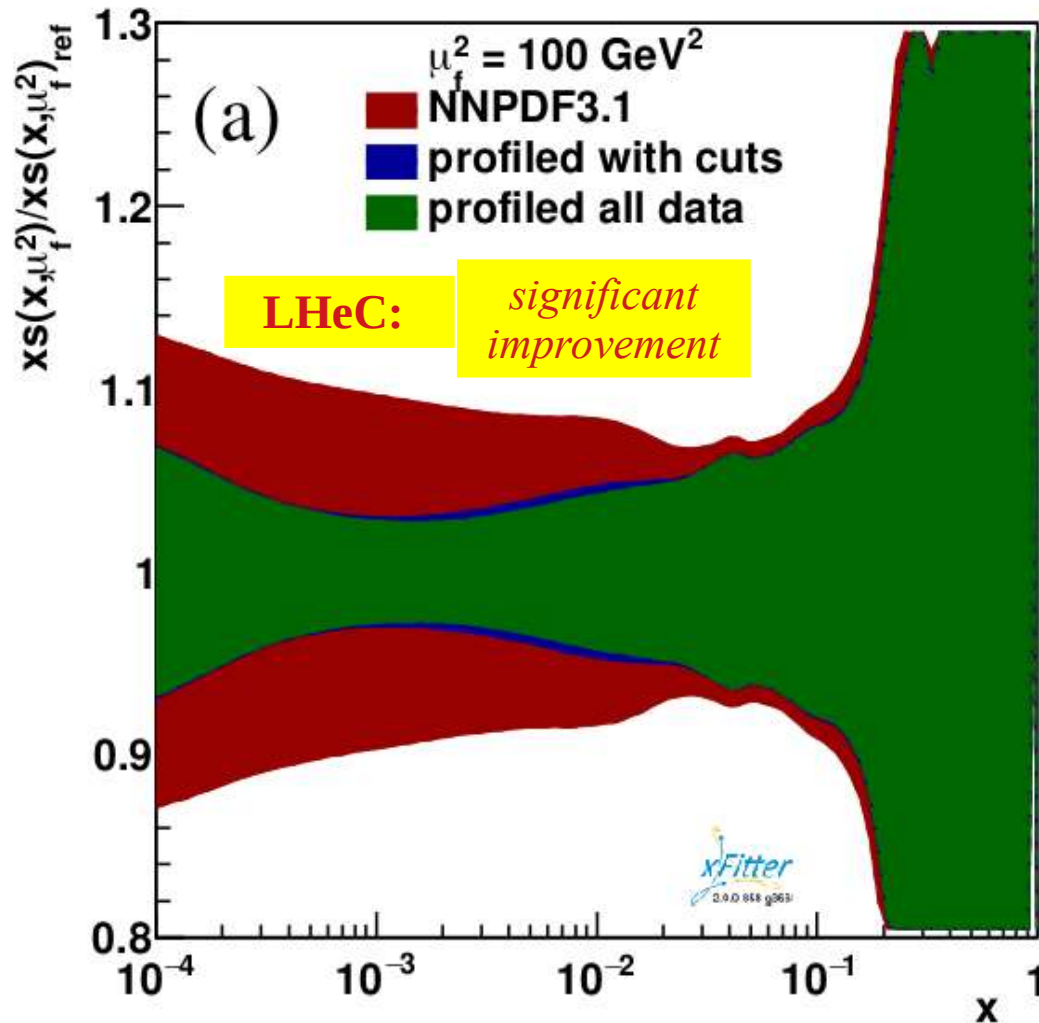 1.3
xs(x,μ_f^2)/xs(x,μ_f^2)_ref
μ_f^2 = 100 GeV^2
(a)
NNPDF3.1
profiled with cuts
profiled all data
1.2
LHeC:
significant
improvement
1.1
1
0.9
xFitter
0.8
10^−4
10^−3
10^−2
10^−1
1
x